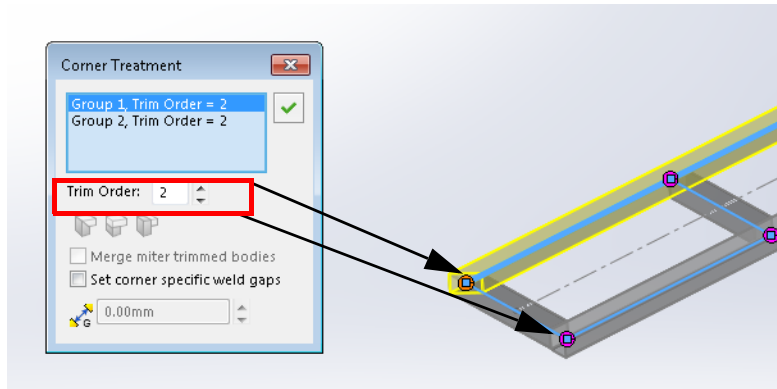 Corner Treatment
Group 1, Trim Order = 2
Group 2, Trim Order = 2
Trim Order: 2
Merge miter trimmed bodies
Set corner specific weld gaps
G
0.00mm